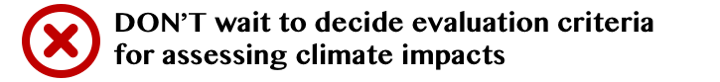 DON’T wait to decide evaluation criteria
for assessing climate impacts